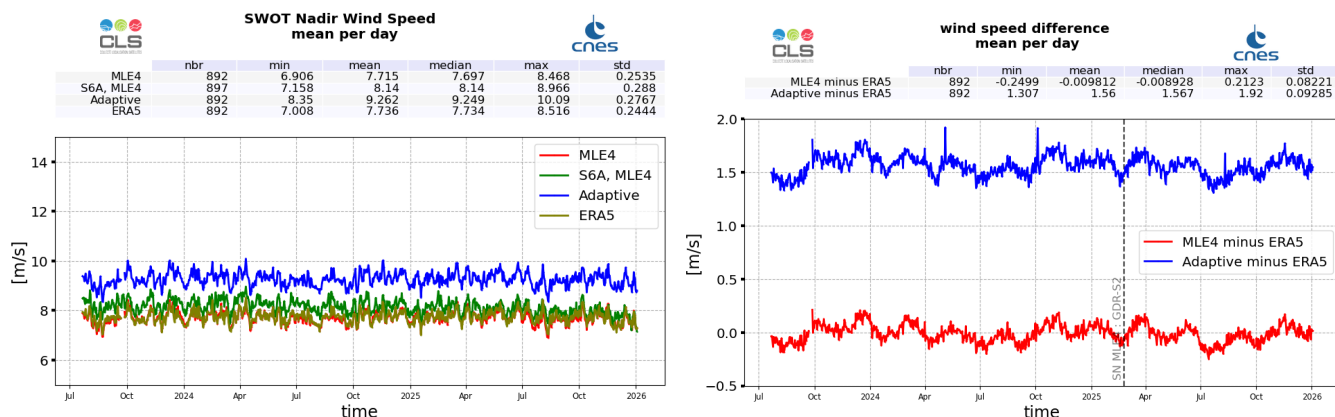 SWOT Nadir Wind Speed
mean per day
CLS
cnes
nbr min mean median max std
MLE4 892 6.906 7.715 7.697 8.468 0.2535
S6A, MLE4 897 7.158 8.14 8.14 8.966 0.288
Adaptive 892 8.35 9.262 9.249 10.09 0.2767
ERA5 892 7.008 7.736 7.734 8.516 0.2444
14
12
10
8
6
[m/s]
MLE4
S6A, MLE4
Adaptive
ERA5
Jul Oct 2024 Apr Jul Oct 2025 Apr Jul Oct 2026
time
wind speed difference
mean per day
CLS
cnes
nbr min mean median max std
MLE4 minus ERA5 892 -0.2499 -0.009812 -0.008928 0.2123 0.08221
Adaptive minus ERA5 892 1.307 1.56 1.567 1.92 0.09285
2.0
1.5
1.0
0.5
0.0
−0.5
[m/s]
MLE4 minus ERA5
Adaptive minus ERA5
GDR-S2
Jul Oct 2024 Apr Jul Oct 2025 Apr Jul Oct 2026
time